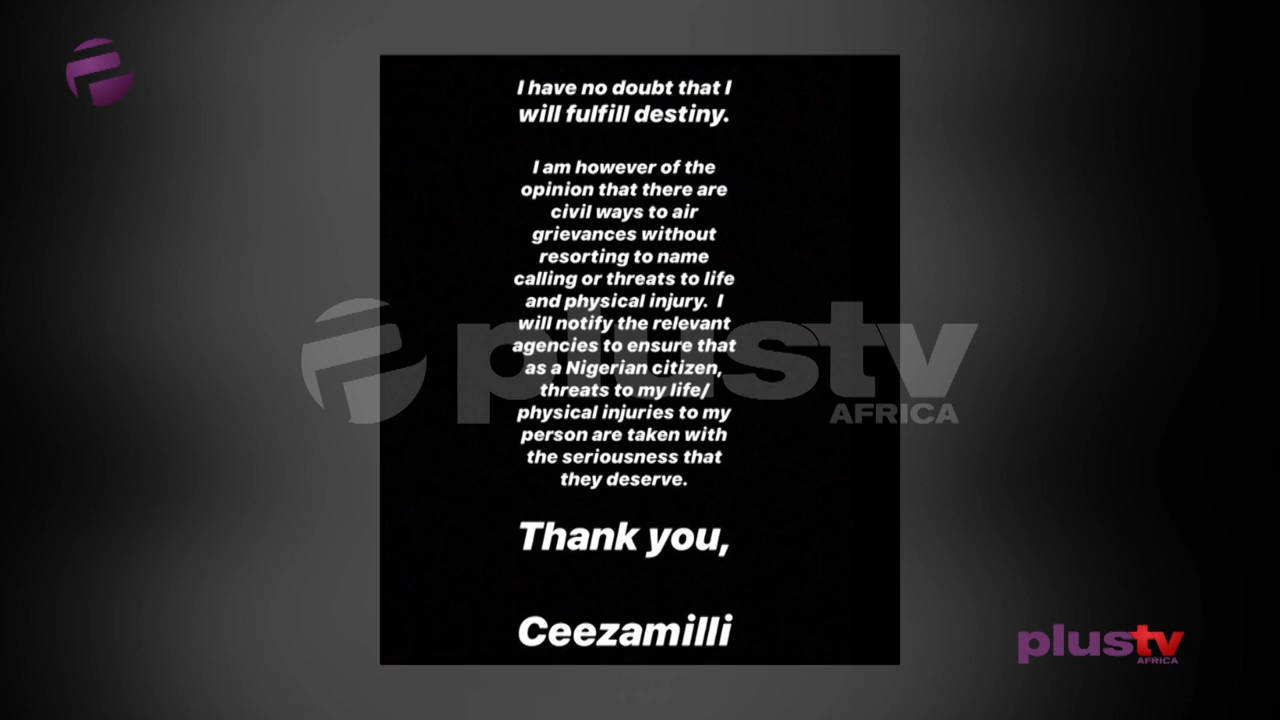 I have no doubt that I
will fulfill destiny.
I am however of the
opinion that there are
civil ways to air
grievances without
resorting to name
calling or threats to life
and physical injury. I
will notify the relevant
agencies to ensure that
as a Nigerian citizen,
threats to my life/
physical injuries to my
person are taken with
the seriousness that
they deserve.
Thank you,
Ceezamilli
plustv
AFRICA
plustv
AFRICA